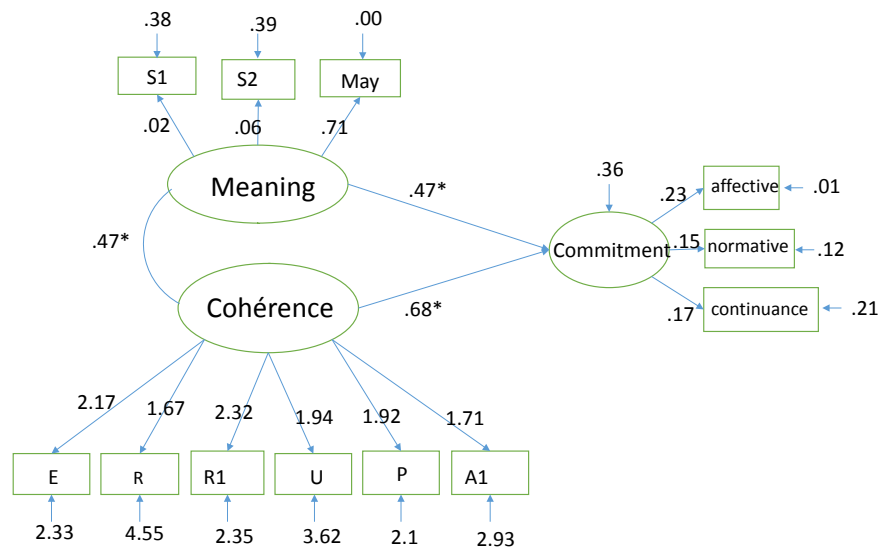 .38
.39
.00
S1
S2
May
.02
.06
.71
Meaning
.47*
.47*
.36
.23
affective
.01
Commitment
.15
normative
.12
.17
continuance
.21
Cohérence
.68*
2.17
1.67
2.32
1.94
1.92
1.71
E
R
R1
U
P
A1
2.33
4.55
2.35
3.62
2.1
2.93